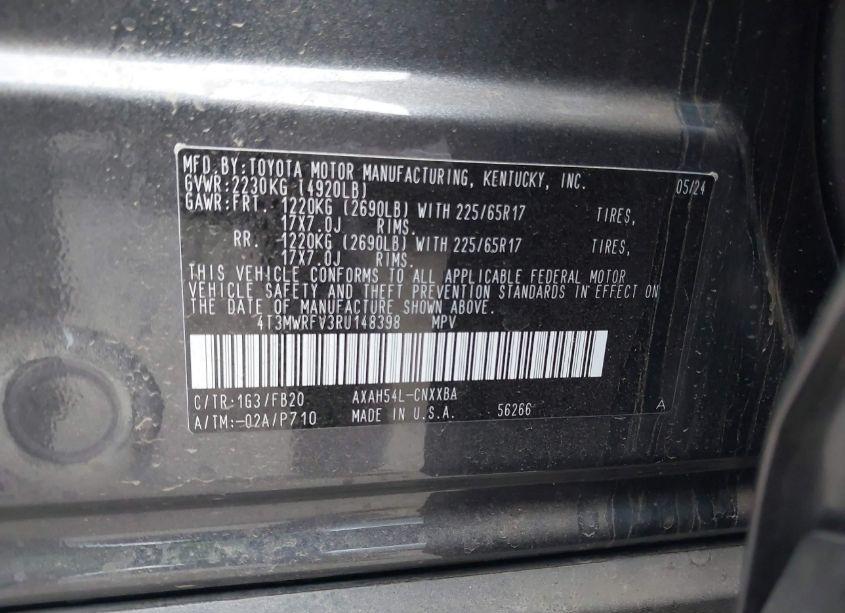 MFD.BY:TOYOTA MOTOR MANUFACTURING, KENTUCKY, INC. 05/24
GVWR:2230KG (4920LB)
GAWR:FRT. 1220KG (2690LB) WITH 225/65R17 TIRES,
17X7.0J RIMS.
RR. 1220KG (2690LB) WITH 225/65R17 TIRES,
17X7.0J RIMS.
THIS VEHICLE CONFORMS TO ALL APPLICABLE FEDERAL MOTOR
VEHICLE SAFETY AND THEFT PREVENTION STANDARDS IN EFFECT ON
THE DATE OF MANUFACTURE SHOWN ABOVE.
4T3MWRFV3RU148398 MPV
C/TR:1G3/FB20 AXAH54L-CNXXBA
A/TM:-02A/P710 MADE IN U.S.A. 56266 A